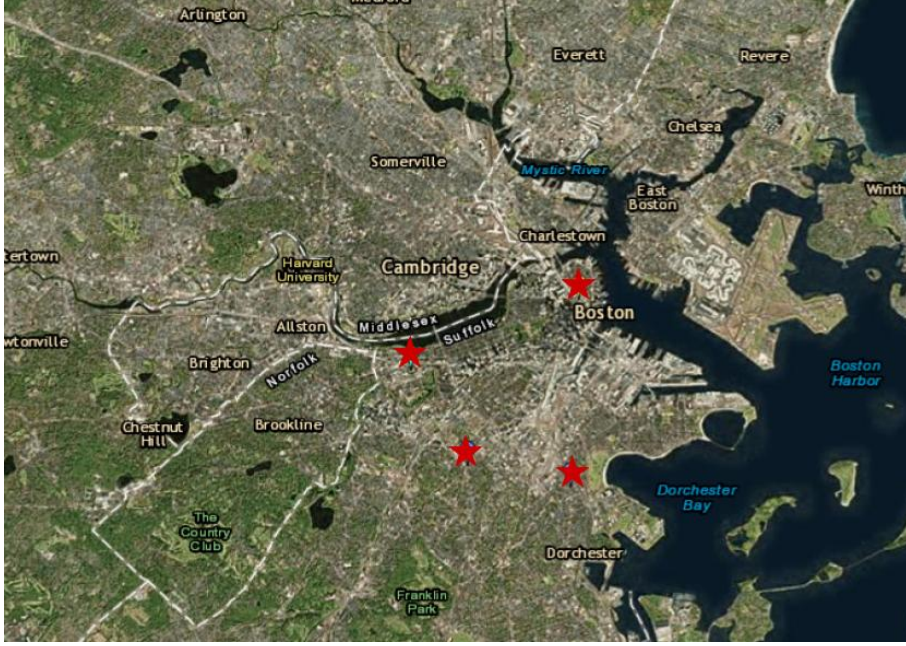 Arlington
Everett
Revere
Chelsea
Somerville
Mystic River
East
Boston
Winth
Charlestown
tertown
Harvard
University
Cambridge
Boston
Allston
Middlesex
Suffolk
wtonville
Brighton
Norfolk
Boston
Harbor
Chestnut
Hill
Brookline
Dorchester
Bay
The
Country
Club
Dorchester
Franklin
Park